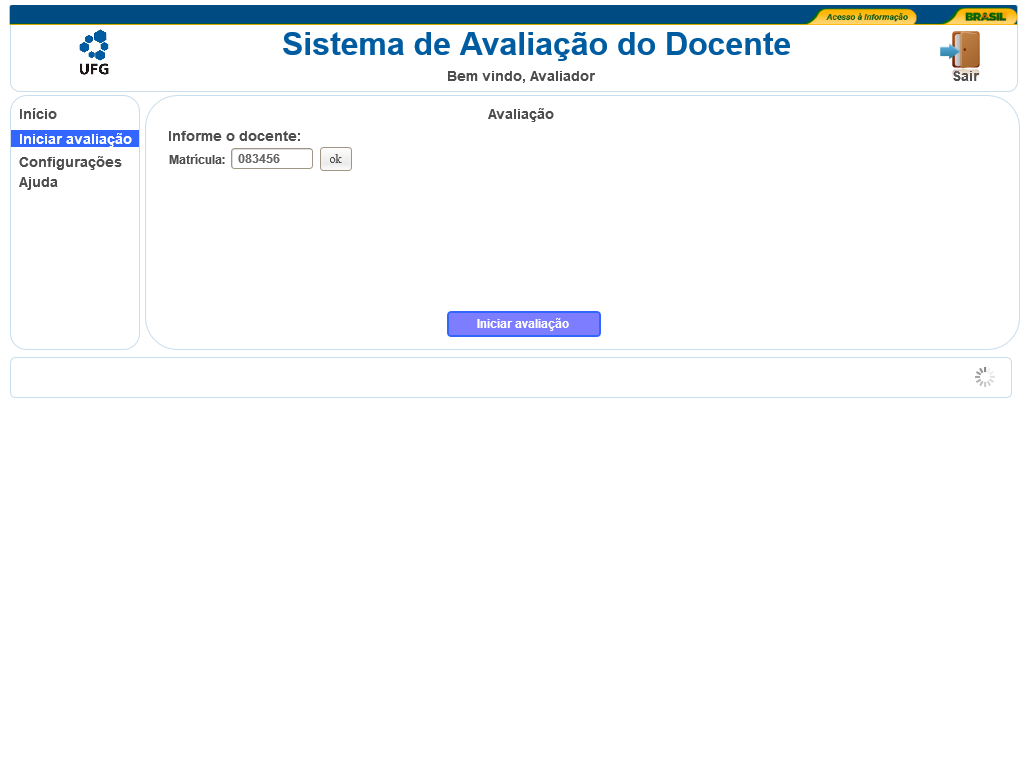 Acesso à Informação
BRASIL
UFG
Sistema de Avaliação do Docente
Bem vindo, Avaliador
Sair
Início
Iniciar avaliação
Configurações
Ajuda
Avaliação
Informe o docente:
Matrícula: 083456 ok
Iniciar avaliação